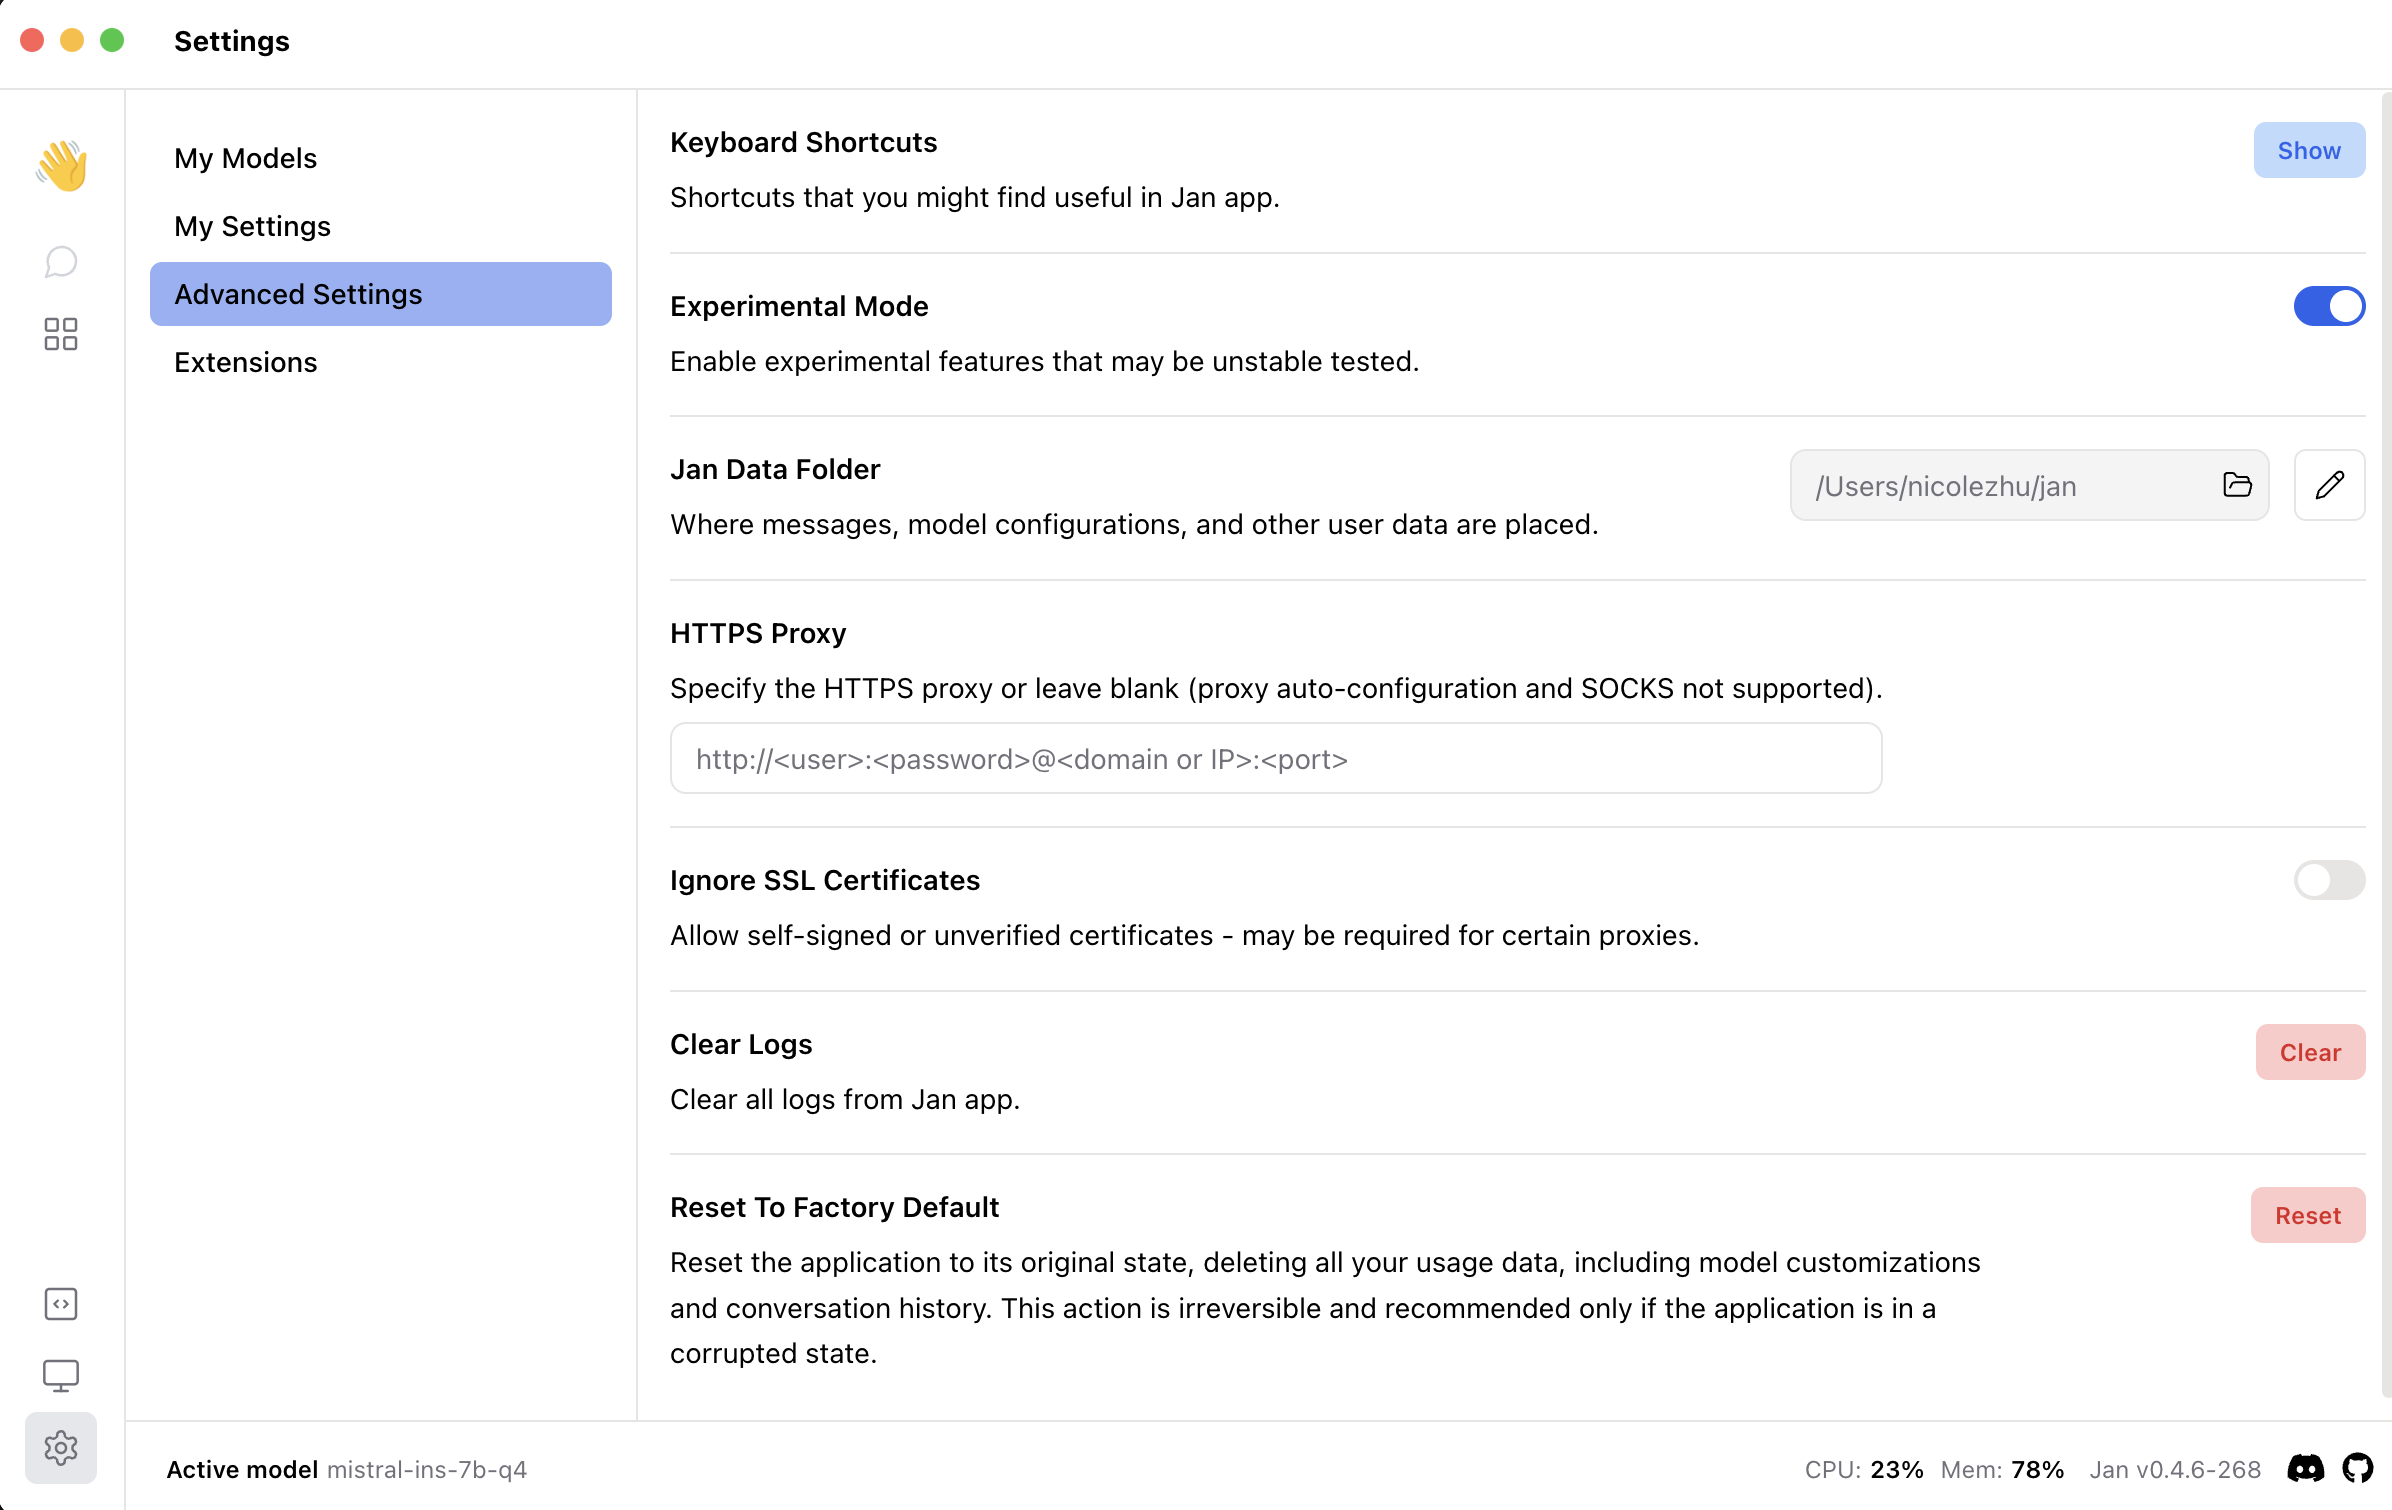 Settings
My Models
My Settings
Advanced Settings
Extensions
Keyboard Shortcuts
Show
Shortcuts that you might find useful in Jan app.
Experimental Mode
Enable experimental features that may be unstable tested.
Jan Data Folder
/Users/nicolezhu/jan
Where messages, model configurations, and other user data are placed.
HTTPS Proxy
Specify the HTTPS proxy or leave blank (proxy auto-configuration and SOCKS not supported).
http://<user>:<password>@<domain or IP>:<port>
Ignore SSL Certificates
Allow self-signed or unverified certificates - may be required for certain proxies.
Clear Logs
Clear
Clear all logs from Jan app.
Reset To Factory Default
Reset
Reset the application to its original state, deleting all your usage data, including model customizations
and conversation history. This action is irreversible and recommended only if the application is in a
corrupted state.
Active model mistral-ins-7b-q4
CPU: 23% Mem: 78% Jan v0.4.6-268